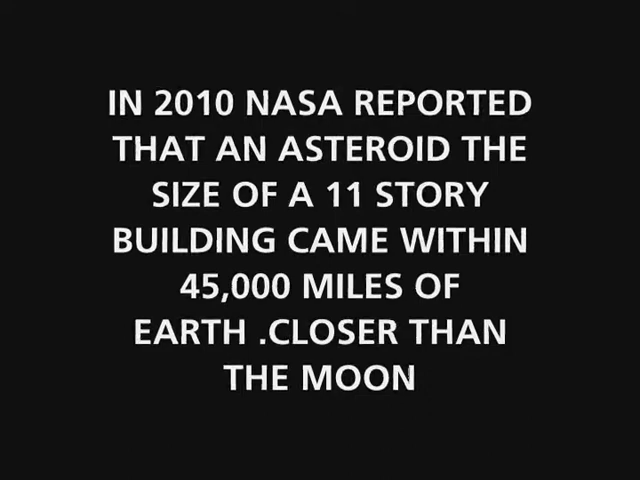 IN 2010 NASA REPORTED
THAT AN ASTEROID THE
SIZE OF A 11 STORY
BUILDING CAME WITHIN
45,000 MILES OF
EARTH .CLOSER THAN
THE MOON